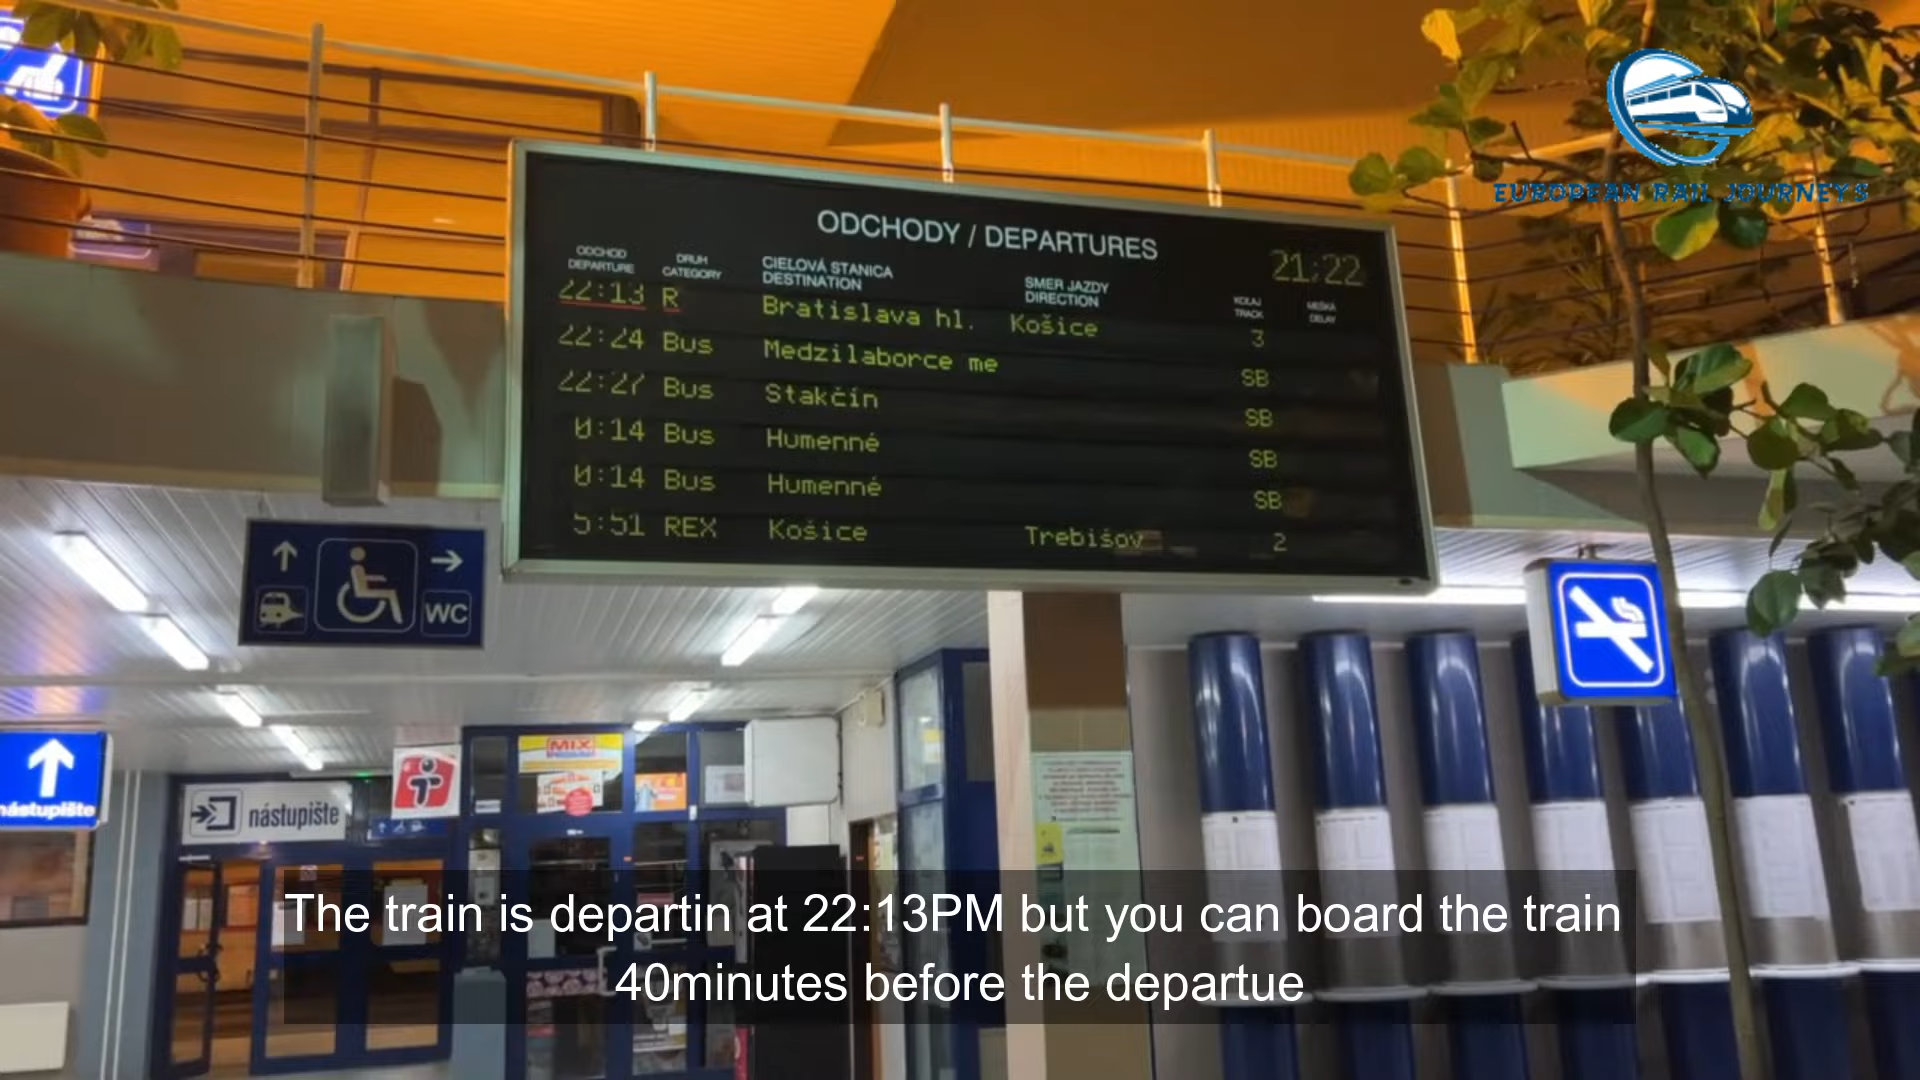 EUROPEAN RAIL JOURNEYS
ODCHODY / DEPARTURES
21:22
ODCHOD DRUH CIEĽOVÁ STANICA SMER JAZDY KOĽAJ MEŠKÁ
DEPARTURE CATEGORY DESTINATION DIRECTION TRACK DELAY
22:13 R Bratislava hl. Košice 3
22:24 Bus Medzilaborce me SB
22:27 Bus Stakčín SB
0:14 Bus Humenné SB
0:14 Bus Humenné SB
5:51 REX Košice Trebišov 2
WC
nástupište
nástupište
MIX
The train is departin at 22:13PM but you can board the train
40minutes before the departue